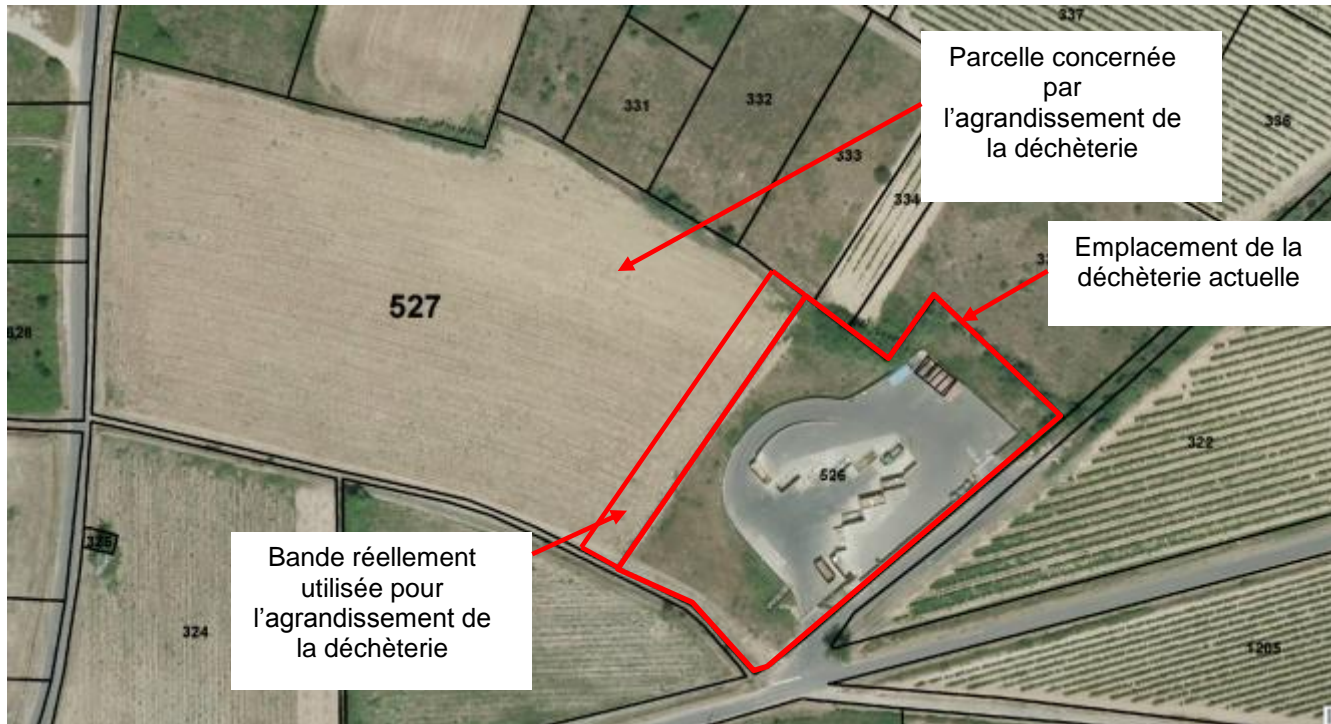 337
Parcelle concernée
par
l’agrandissement de
la déchèterie
331
332
336
333
334
Emplacement de la
déchèterie actuelle
527
322
526
Bande réellement
utilisée pour
l’agrandissement de
la déchèterie
324
1205